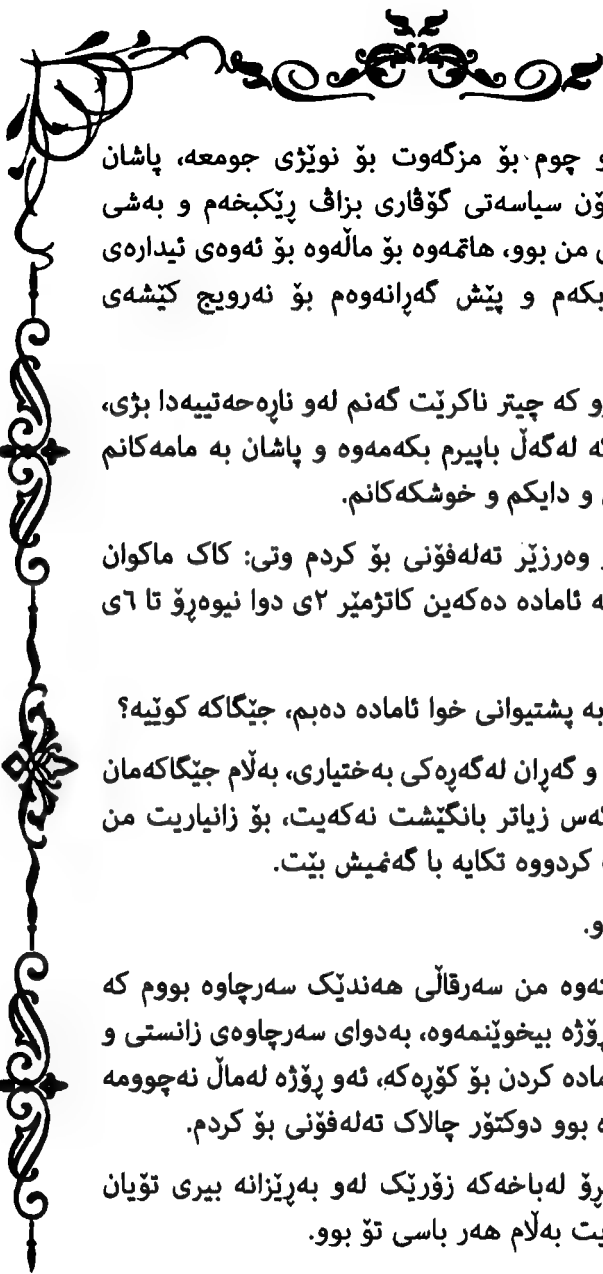 و چوم بۆ مزگەوت بۆ نوێژی جومعە، پاشان
ۆن سیاسەتی گۆڤاری بزاڤ ڕێکبخەم و بەشی
ی من بوو، هاتمەوە بۆ ماڵەوە بۆ ئەوەی ئیدارەی
بکەم و پێش گەڕانەوەم بۆ نەرویج کێشەی
و کە چیتر ناکرێت گەنم لەو ناڕەحەتییەدا بژی،
کە لەگەڵ باپیرم بکەمەوە و پاشان بە مامەکانم
و دایکم و خوشکەکانم.
وەرزێر تەلەفۆنی بۆ کردم وتی: کاک ماکوان
ە ئامادە دەکەین کاتژمێر ٢ی دوا نیوەڕۆ تا ٦ی
بە پشتیوانی خوا ئامادە دەبم، جێگاکە کوێیە؟
و گەڕان لەگەڕەکی بەختیاری، بەڵام جێگاکەمان
کەس زیاتر بانگێشت نەکەیت، بۆ زانیاریت من
کردووە تکایە با گەنمیش بێت.
و.
تەوە من سەرقاڵی هەندێک سەرچاوە بووم کە
ڕۆژە بیخوێنمەوە، بەدوای سەرچاوەی زانستی و
مادە کردن بۆ کۆڕەکە، ئەو ڕۆژە لەماڵ نەچوومە
ە بوو دوکتۆر چالاک تەلەفۆنی بۆ کردم.
ڕۆ لەباخەکە زۆرێک لەو بەڕێزانە بیری تۆیان
یت بەڵام هەر باسی تۆ بوو.